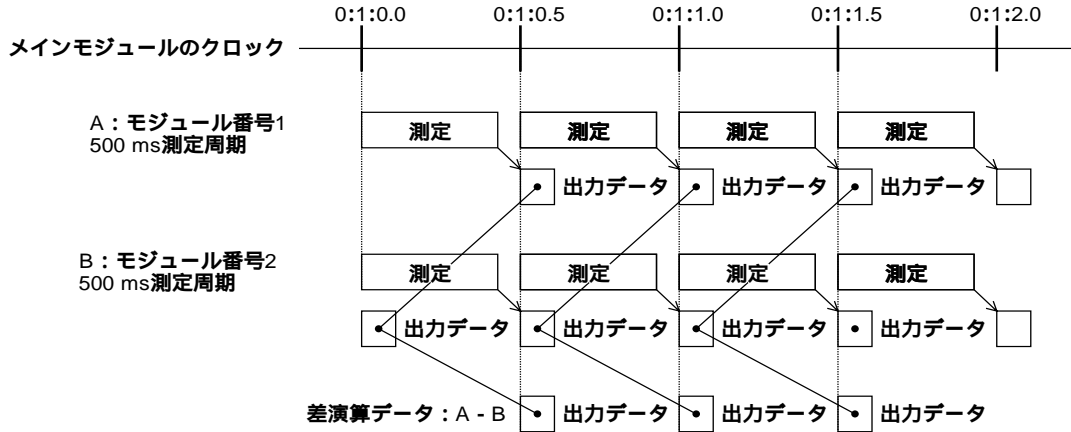 0:1:0.0 0:1:0.5 0:1:1.0 0:1:1.5 0:1:2.0
メインモジュールのクロック
A：モジュール番号1
500 ms測定周期
測定 測定 測定 測定
出力データ 出力データ 出力データ
B：モジュール番号2
500 ms測定周期
測定 測定 測定 測定
出力データ 出力データ 出力データ 出力データ
差演算データ：A - B 出力データ 出力データ 出力データ